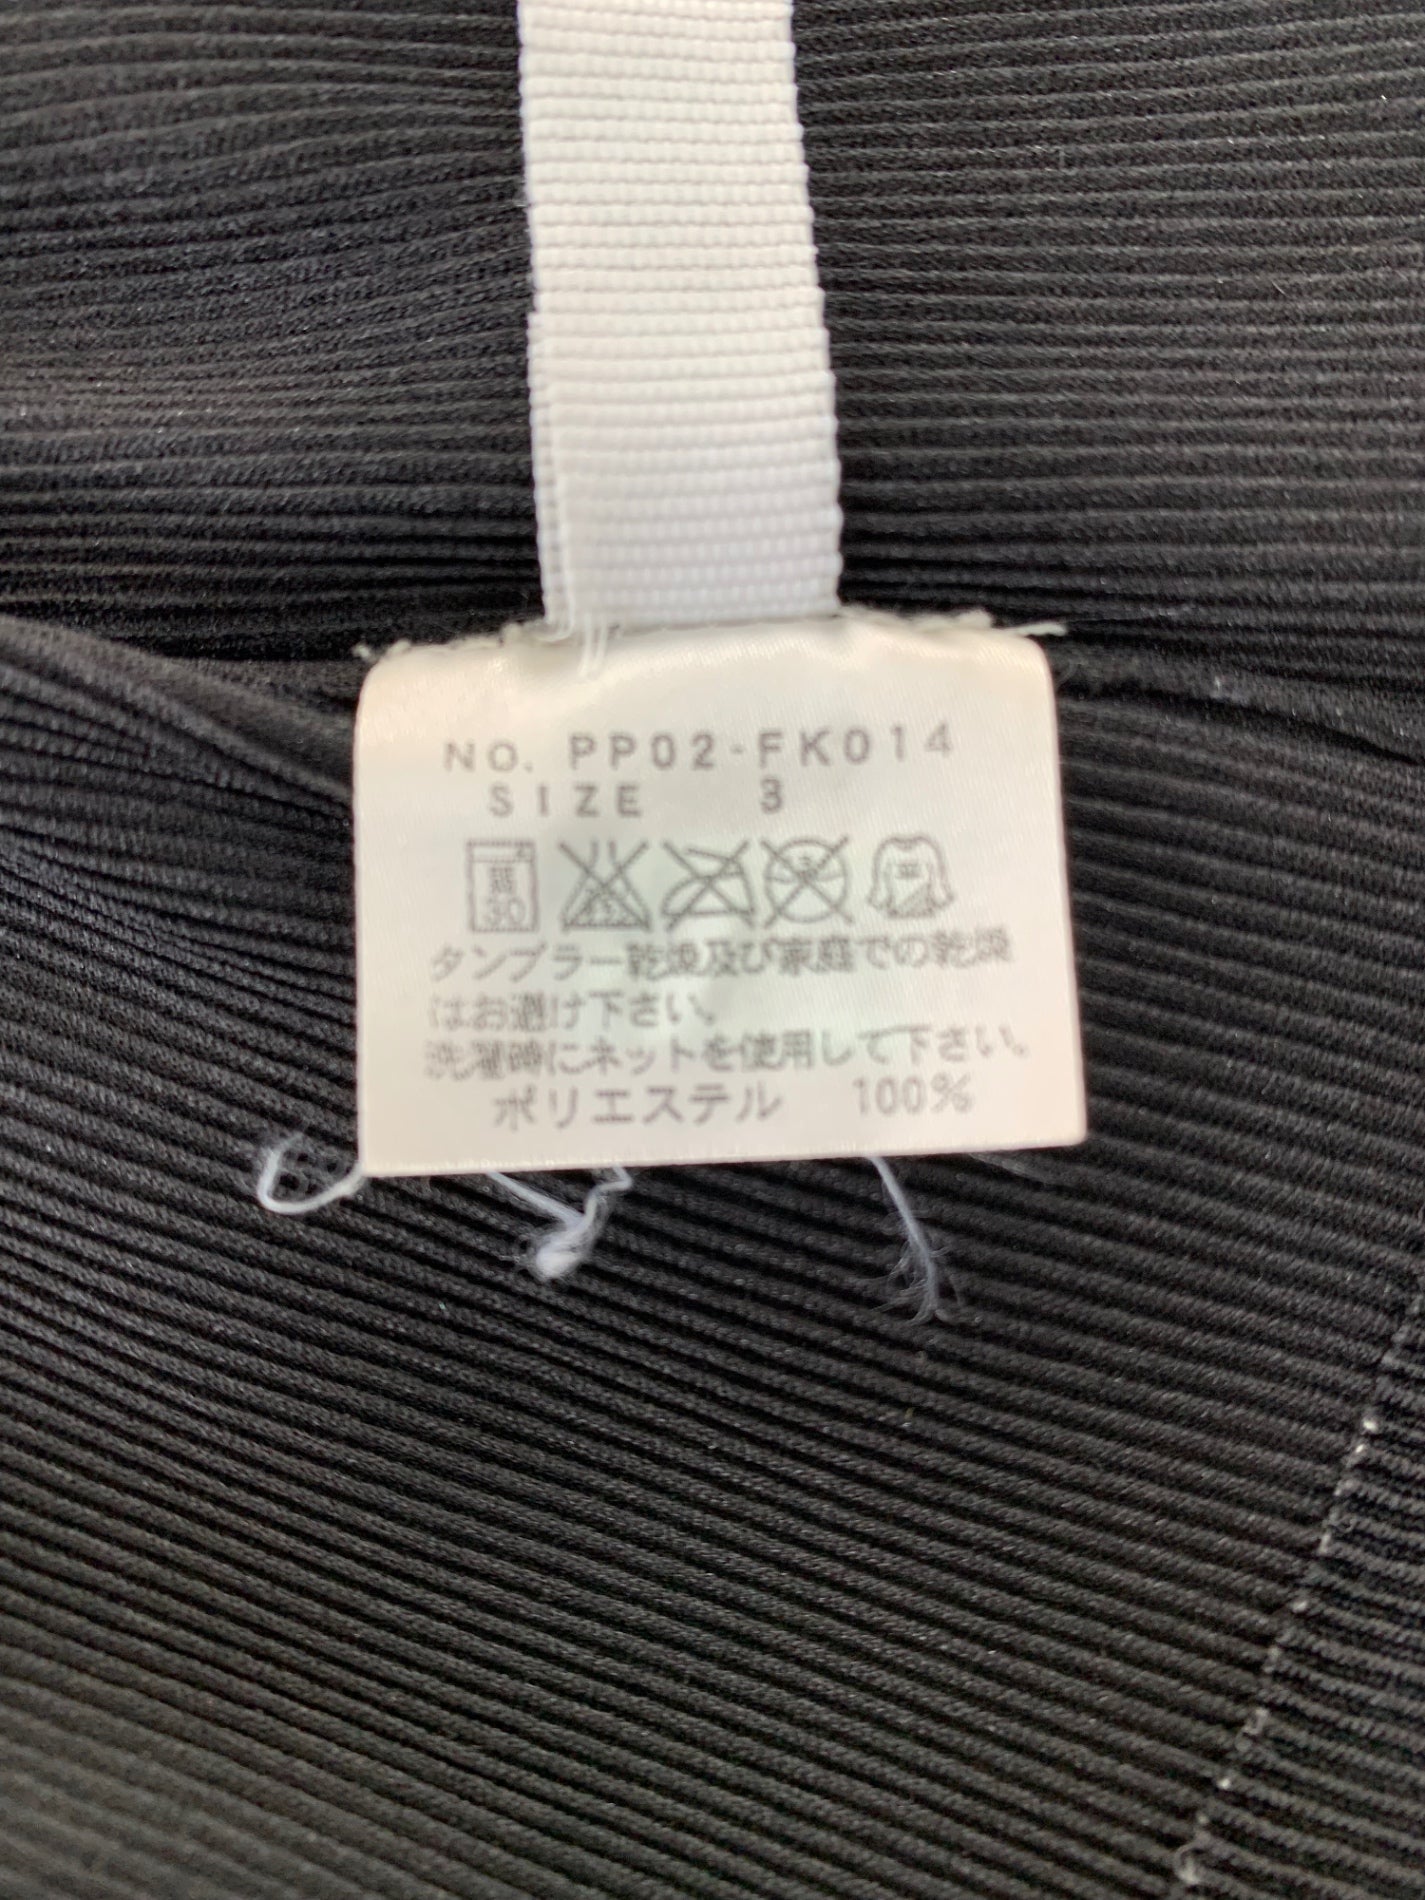 NO. PP02-FK014
SIZE 3
30
タンブラー乾燥及び家庭での乾燥
はお避け下さい。
洗濯時にネットを使用して下さい。
ポリエステル 100%